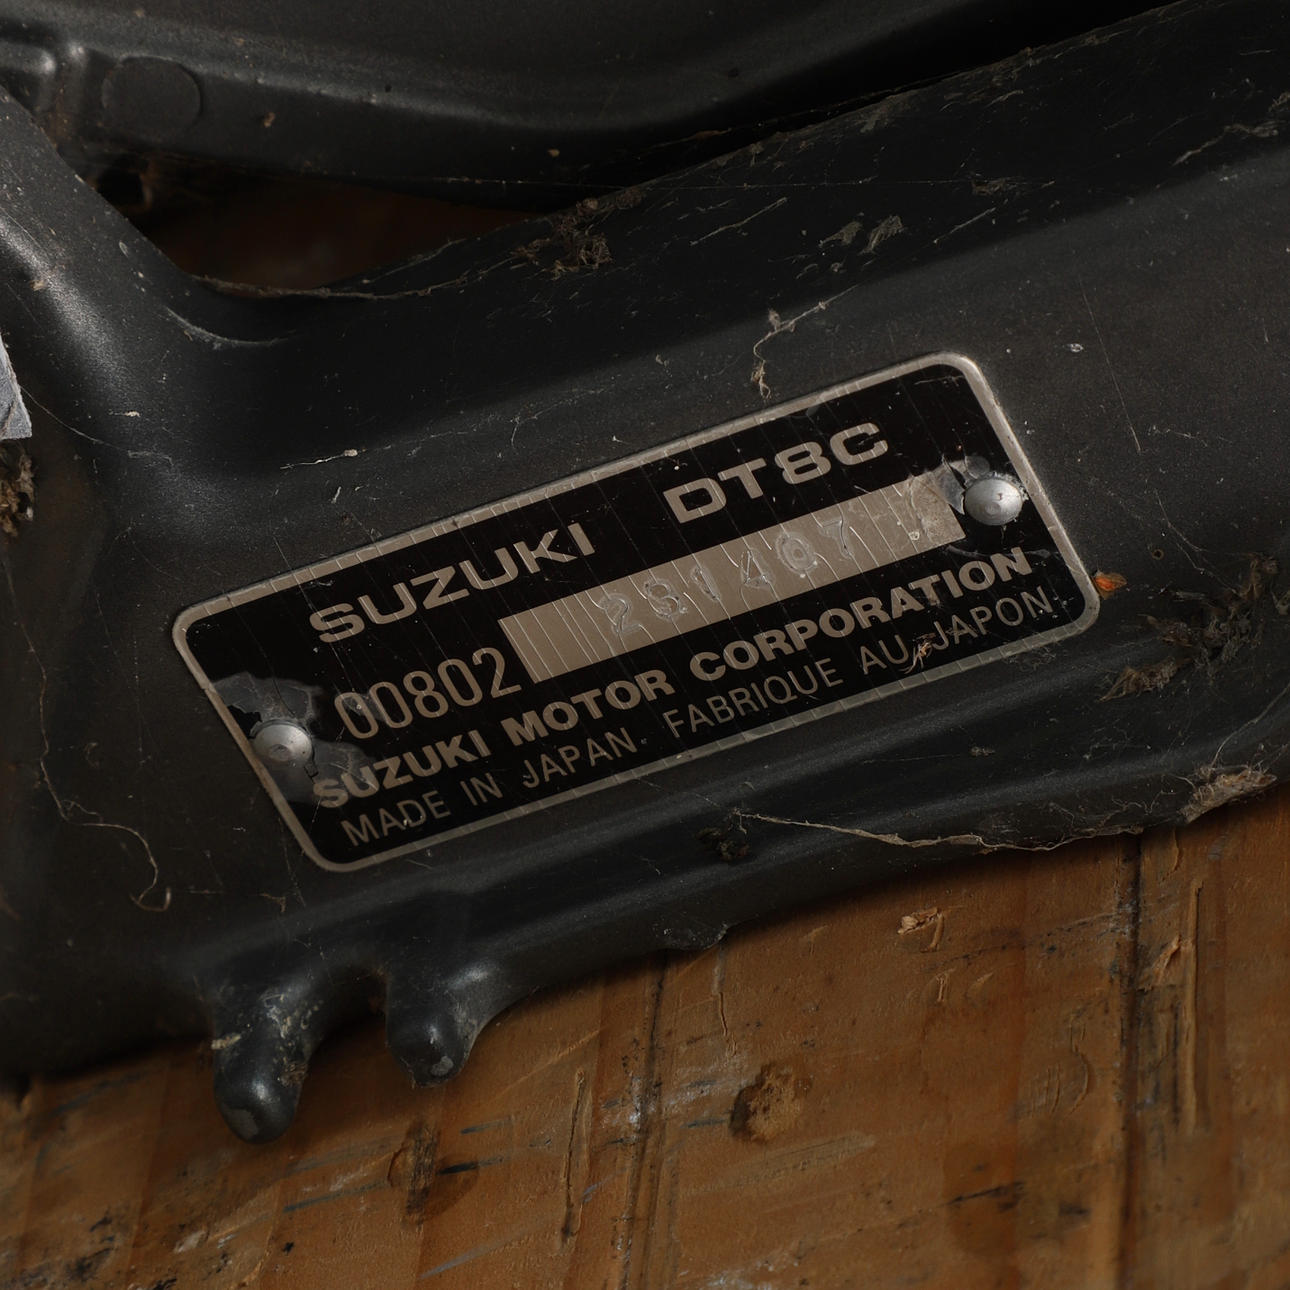 SUZUKI DT8C
00802 281407
SUZUKI MOTOR CORPORATION
MADE IN JAPAN FABRIQUE AU JAPON